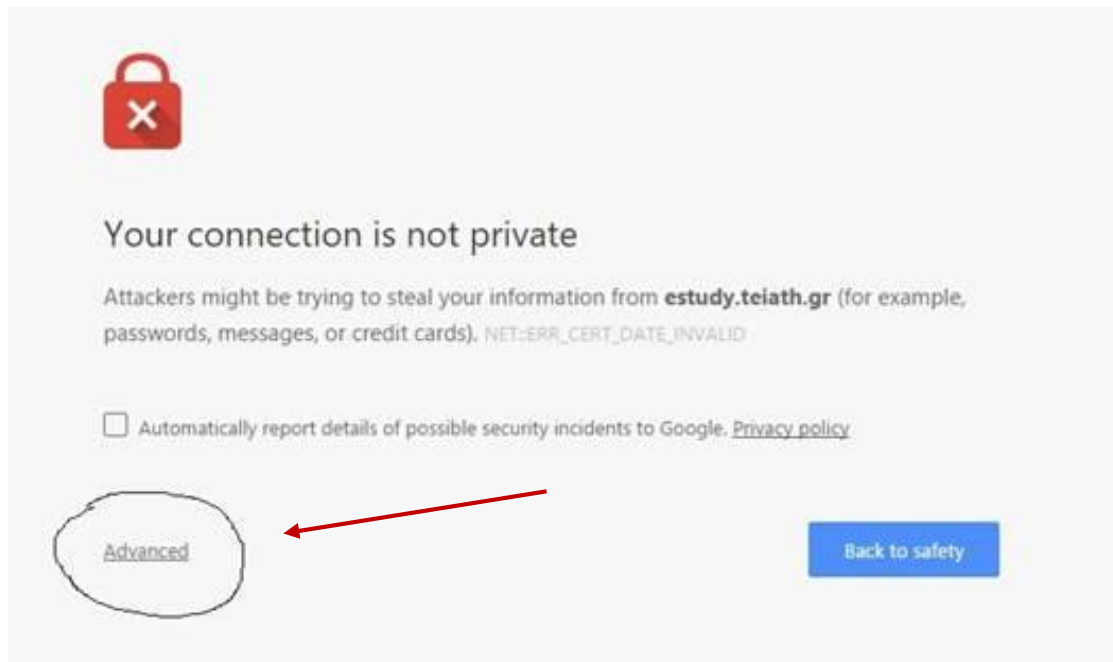 Your connection is not private
Attackers might be trying to steal your information from estudy.teiath.gr (for example,
passwords, messages, or credit cards). NET::ERR_CERT_DATE_INVALID
Automatically report details of possible security incidents to Google. Privacy policy
Advanced
Back to safety